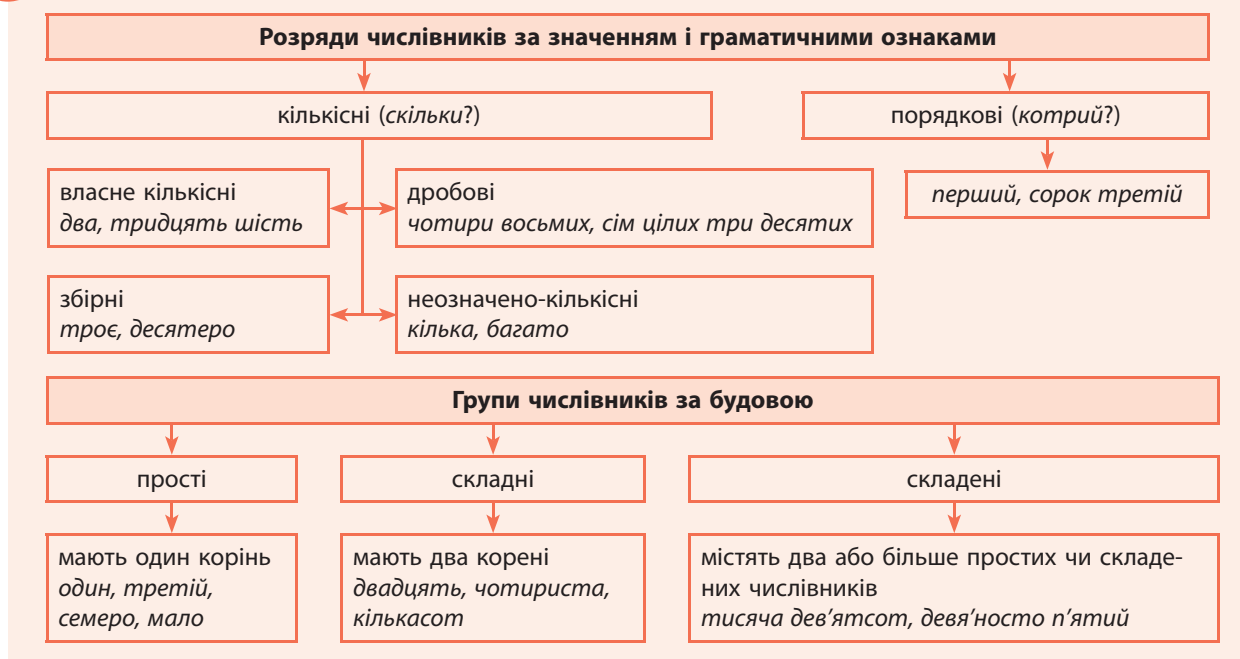 Розряди числівників за значенням і граматичними ознаками
кількісні (скільки?)
порядкові (котрий?)
власне кількісні
два, тридцять шість
дробові
чотири восьмих, сім цілих три десятих
перший, сорок третій
збірні
троє, десятеро
неозначено-кількісні
кілька, багато
Групи числівників за будовою
прості
складні
складені
мають один корінь
один, третій,
семеро, мало
мають два корені
двадцять, чотириста,
кількасот
містять два або більше простих чи складе-
них числівників
тисяча дев’ятсот, девя’носто п’ятий